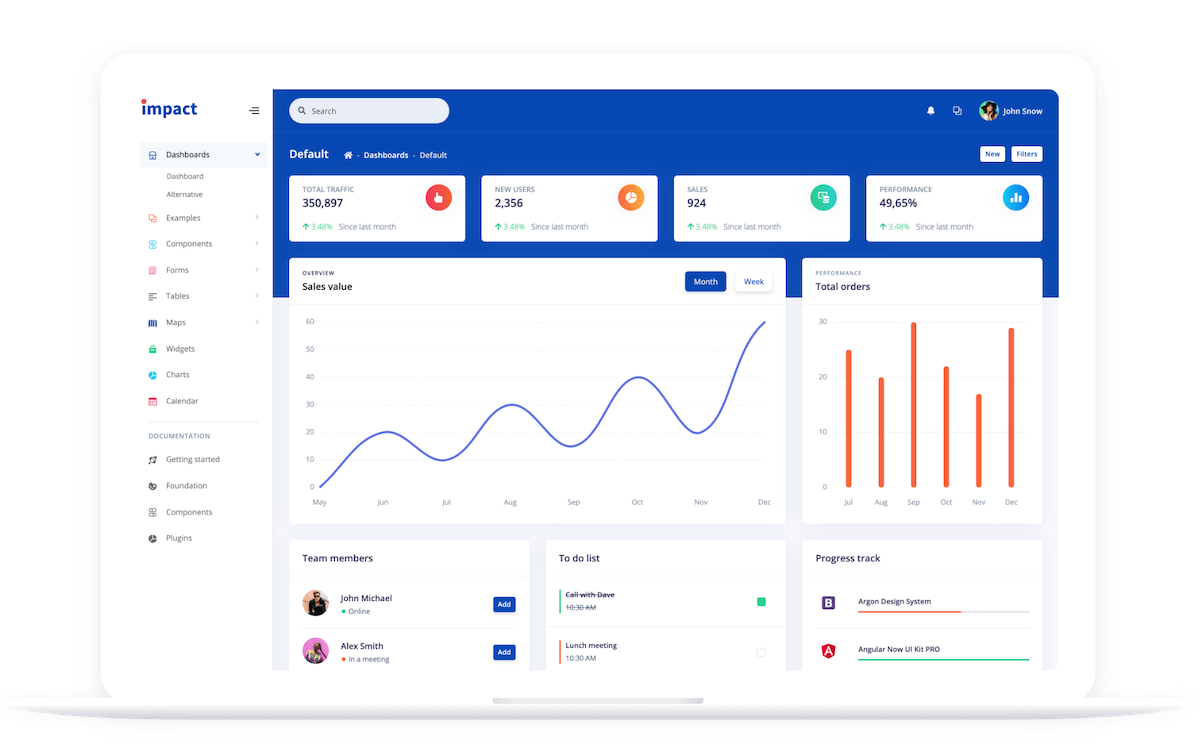 impact
Search
John Snow
Dashboards
Dashboard
Alternative
Examples
Components
Forms
Tables
Maps
Widgets
Charts
Calendar
DOCUMENTATION
Getting started
Foundation
Components
Plugins
Default - Dashboards - Default
New Filters
TOTAL TRAFFIC
350,897
3.48% Since last month
NEW USERS
2,356
3.48% Since last month
SALES
924
3.48% Since last month
PERFORMANCE
49,65%
3.48% Since last month
OVERVIEW
Sales value
Month Week
60
50
40
30
20
10
0
May Jun Jul Aug Sep Oct Nov Dec
PERFORMANCE
Total orders
30
20
10
0
Jul Aug Sep Oct Nov Dec
Team members
John Michael
Online
Add
Alex Smith
In a meeting
Add
To do list
Call with Dave
10:30 AM
Lunch meeting
10:30 AM
Progress track
B
Argon Design System
A
Angular Now UI Kit PRO